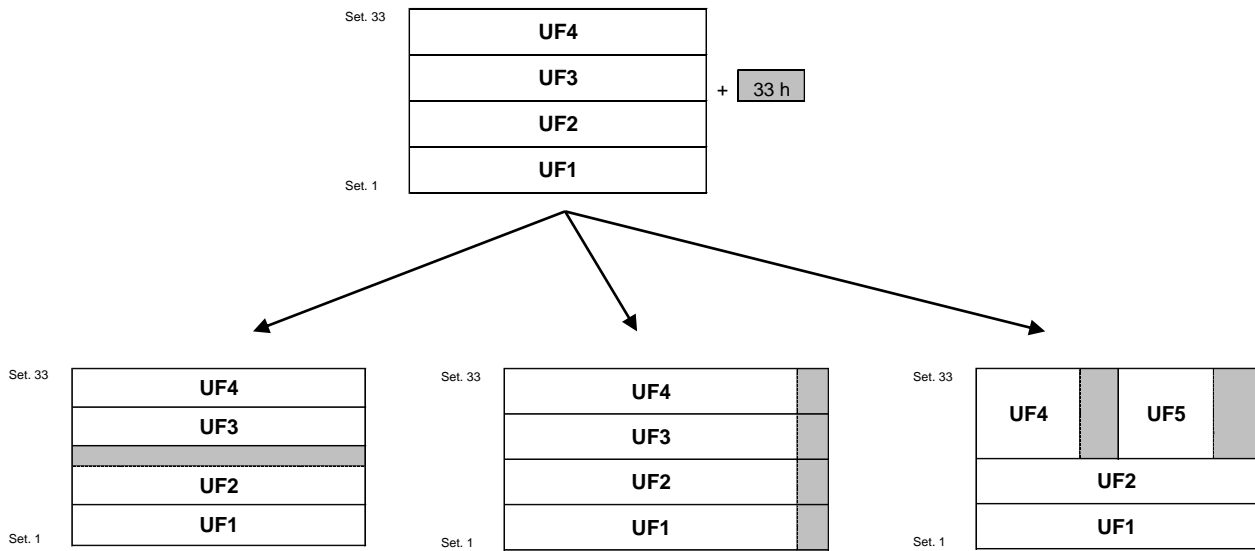 Set. 33
UF4
UF3
+ 33 h
UF2
UF1
Set. 1
Set. 33
UF4
UF3
UF2
UF1
Set. 1
Set. 33
UF4
UF3
UF2
UF1
Set. 1
Set. 33
UF4 UF5
UF2
UF1
Set. 1